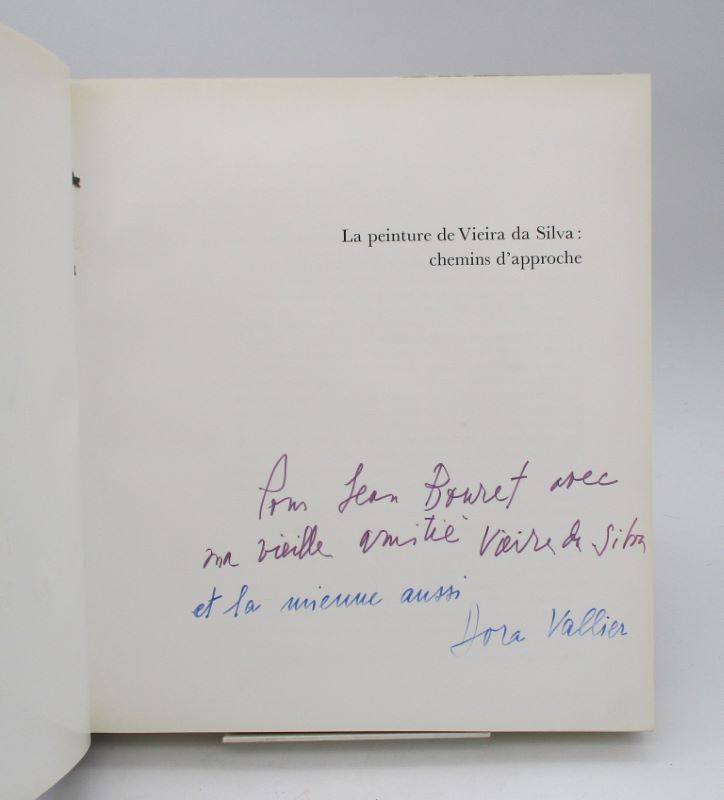 La peinture de Vieira da Silva :
chemins d'approche
Pour Jean Bouret avec
ma vieille amitié Vieira da Silva
et la mienne aussi
Dora Vallier